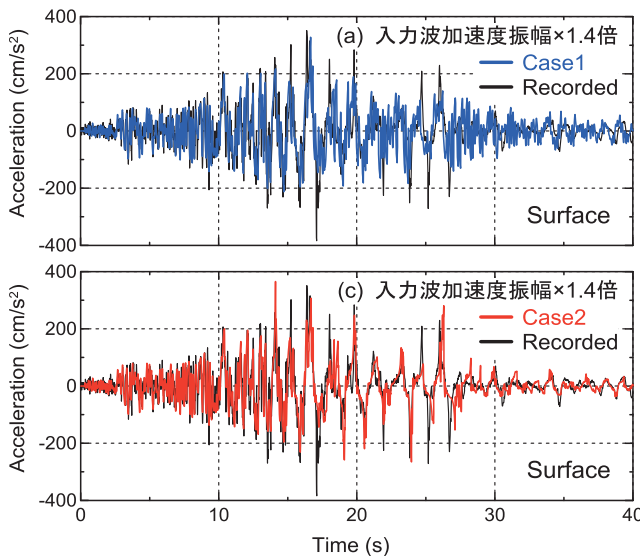 (a) 入力波加速度振幅×1.4倍
Case1
Recorded
Surface
Acceleration (cm/s²)
400
200
0
-200
-400
(c) 入力波加速度振幅×1.4倍
Case2
Recorded
Surface
Acceleration (cm/s²)
400
200
0
-200
-400
0 10 20 30 40
Time (s)